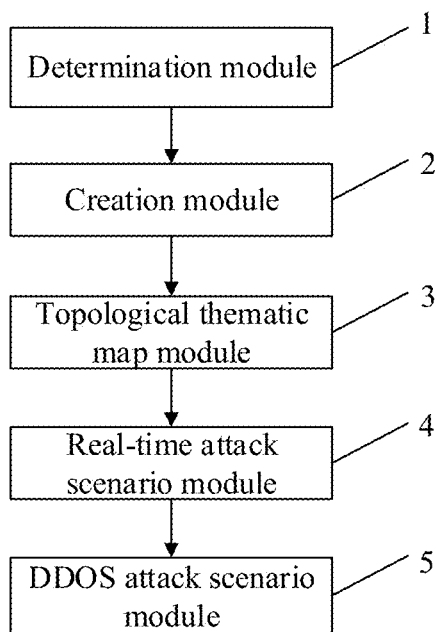 1
Determination module
2
Creation module
3
Topological thematic
map module
4
Real-time attack
scenario module
5
DDOS attack scenario
module